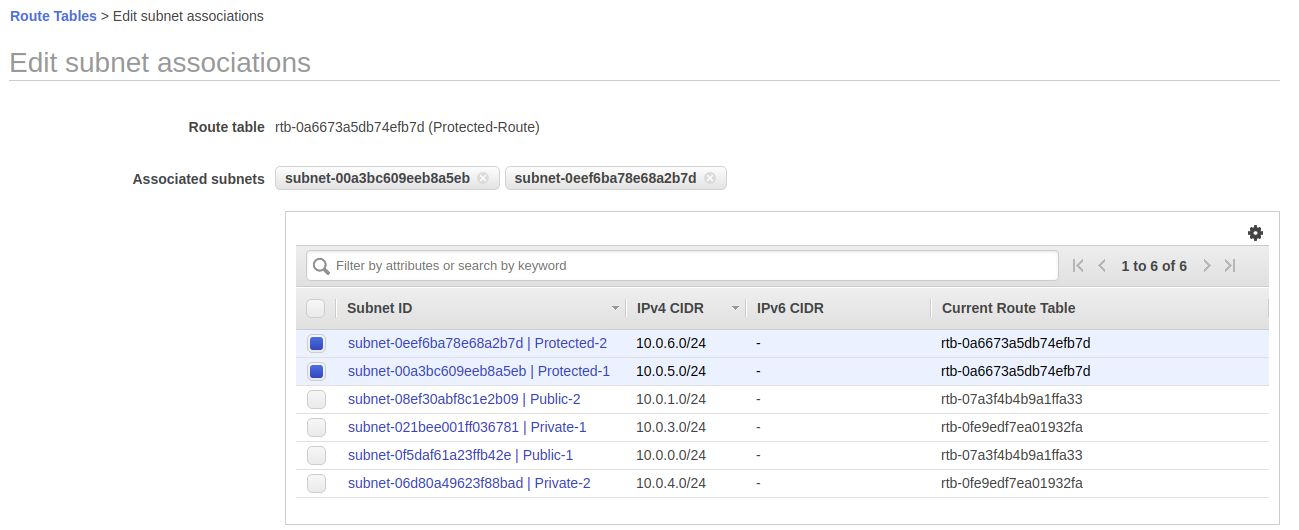 Route Tables > Edit subnet associations
Edit subnet associations
Route table rtb-0a6673a5db74efb7d (Protected-Route)
Associated subnets subnet-00a3bc609eeb8a5eb subnet-0eef6ba78e68a2b7d
Filter by attributes or search by keyword 1 to 6 of 6
Subnet ID IPv4 CIDR IPv6 CIDR Current Route Table
subnet-0eef6ba78e68a2b7d | Protected-2 10.0.6.0/24 - rtb-0a6673a5db74efb7d
subnet-00a3bc609eeb8a5eb | Protected-1 10.0.5.0/24 - rtb-0a6673a5db74efb7d
subnet-08ef30abf8c1e2b09 | Public-2 10.0.1.0/24 - rtb-07a3f4b4b9a1ffa33
subnet-021bee001ff036781 | Private-1 10.0.3.0/24 - rtb-0fe9edf7ea01932fa
subnet-0f5daf61a23ffb42e | Public-1 10.0.0.0/24 - rtb-07a3f4b4b9a1ffa33
subnet-06d80a49623f88bad | Private-2 10.0.4.0/24 - rtb-0fe9edf7ea01932fa